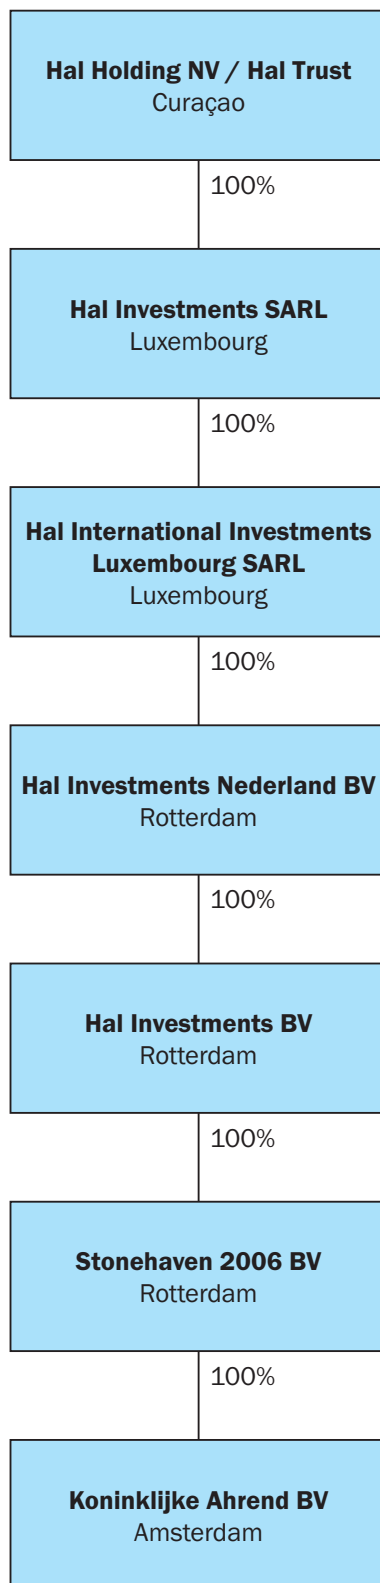 Hal Holding NV / Hal Trust
Curaçao
100%
Hal Investments SARL
Luxembourg
100%
Hal International Investments
Luxembourg SARL
Luxembourg
100%
Hal Investments Nederland BV
Rotterdam
100%
Hal Investments BV
Rotterdam
100%
Stonehaven 2006 BV
Rotterdam
100%
Koninklijke Ahrend BV
Amsterdam